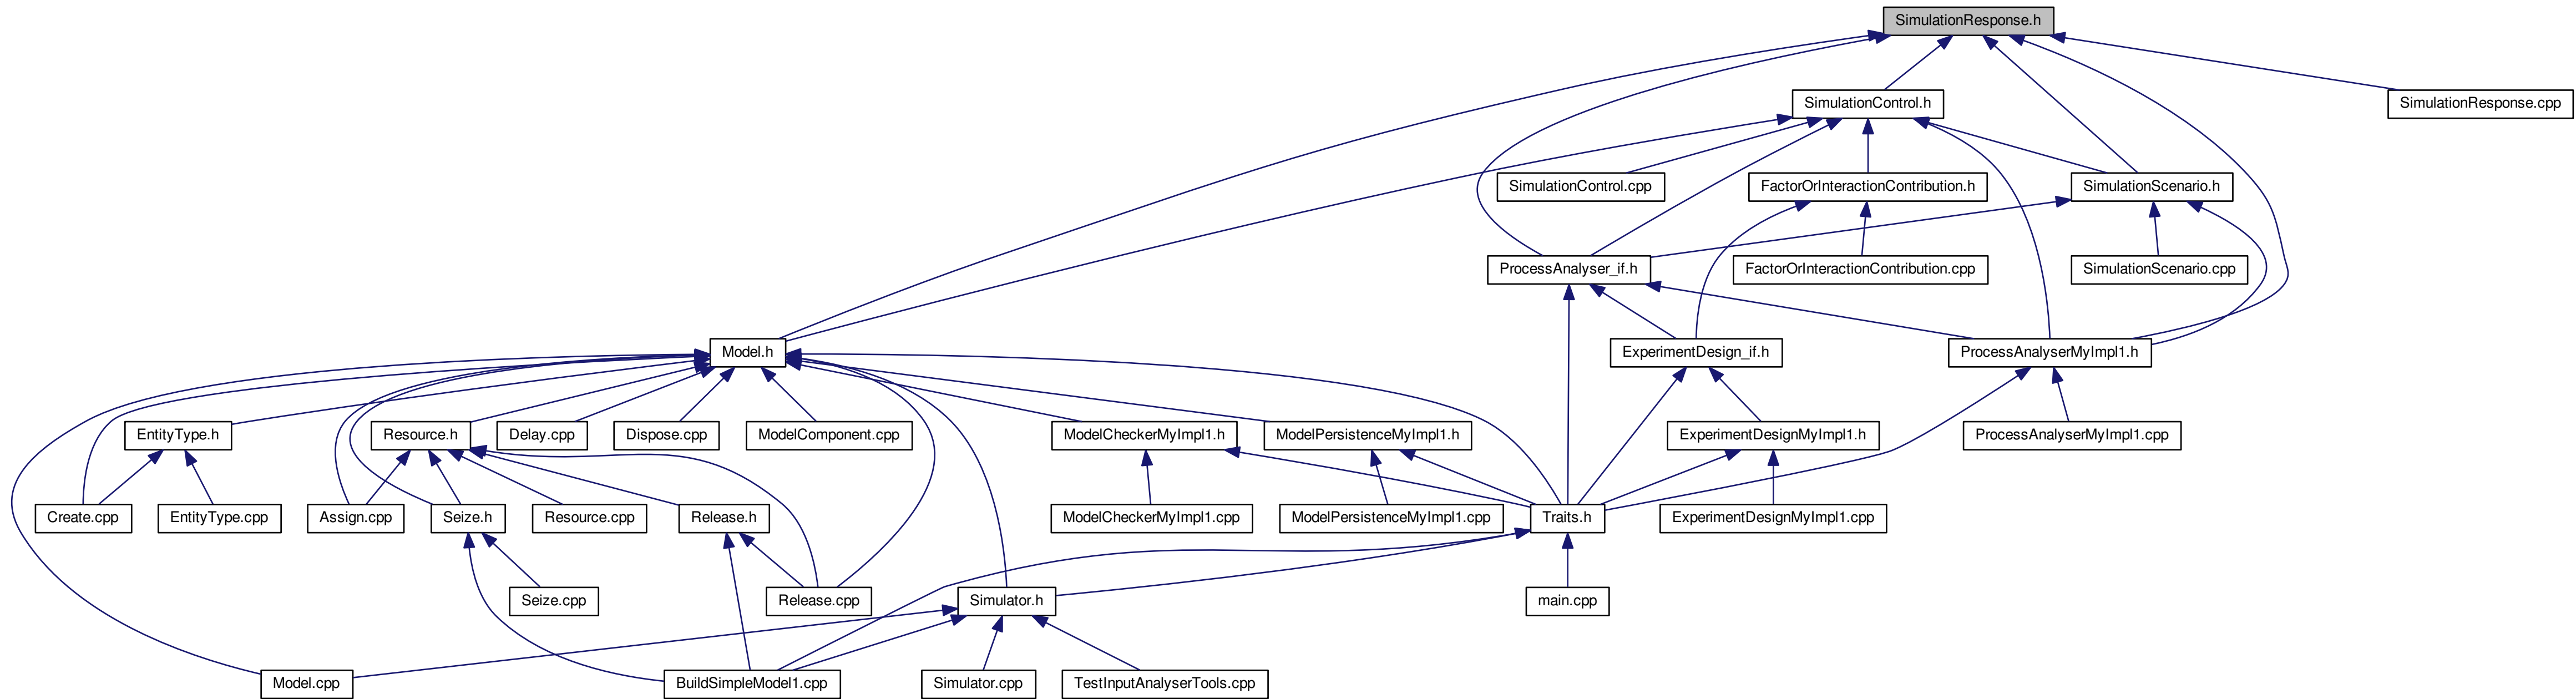 SimulationResponse.h
SimulationControl.h
SimulationResponse.cpp
SimulationControl.cpp
FactorOrInteractionContribution.h
SimulationScenario.h
ProcessAnalyser_if.h
FactorOrInteractionContribution.cpp
SimulationScenario.cpp
Model.h
ExperimentDesign_if.h
ProcessAnalyserMyImpl1.h
EntityType.h
Resource.h
Delay.cpp
Dispose.cpp
ModelComponent.cpp
ModelCheckerMyImpl1.h
ModelPersistenceMyImpl1.h
ExperimentDesignMyImpl1.h
ProcessAnalyserMyImpl1.cpp
Create.cpp
EntityType.cpp
Assign.cpp
Seize.h
Resource.cpp
Release.h
ModelCheckerMyImpl1.cpp
ModelPersistenceMyImpl1.cpp
Traits.h
ExperimentDesignMyImpl1.cpp
Seize.cpp
Release.cpp
Simulator.h
main.cpp
Model.cpp
BuildSimpleModel1.cpp
Simulator.cpp
TestInputAnalyserTools.cpp